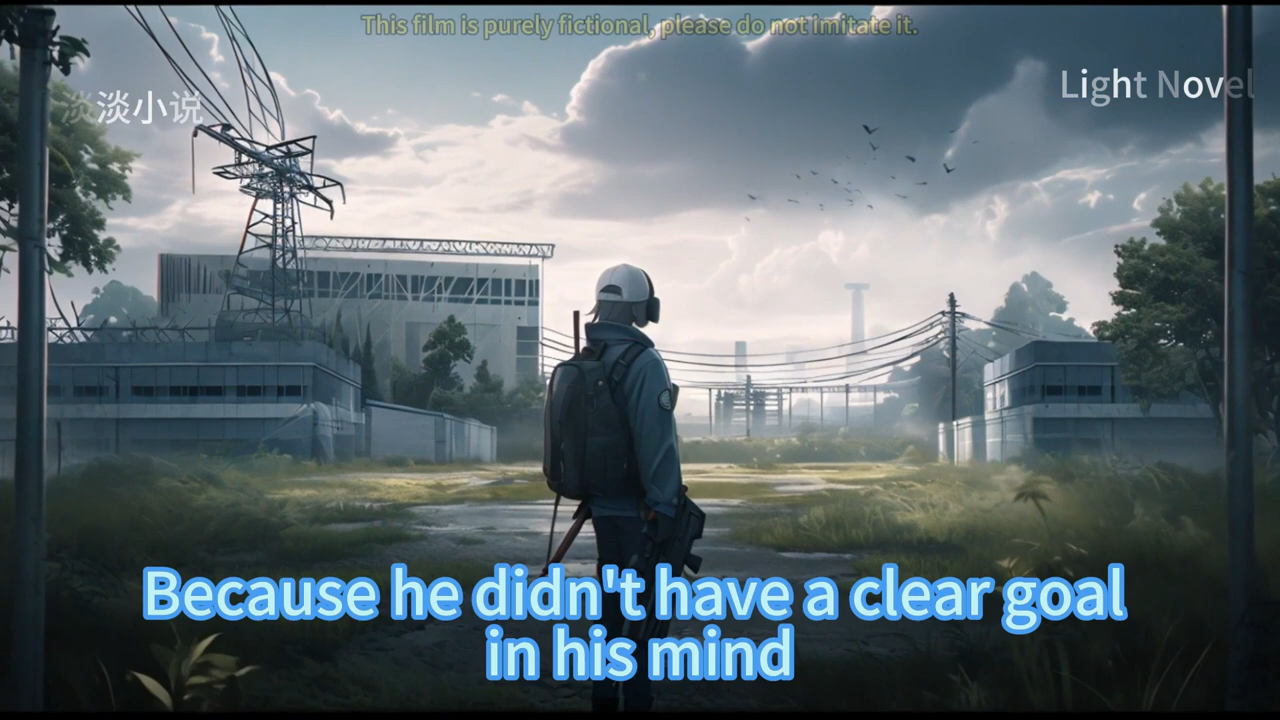 This film is purely fictional, please do not imitate it.
Light Novel
淡淡小说
Because he didn't have a clear goal
in his mind